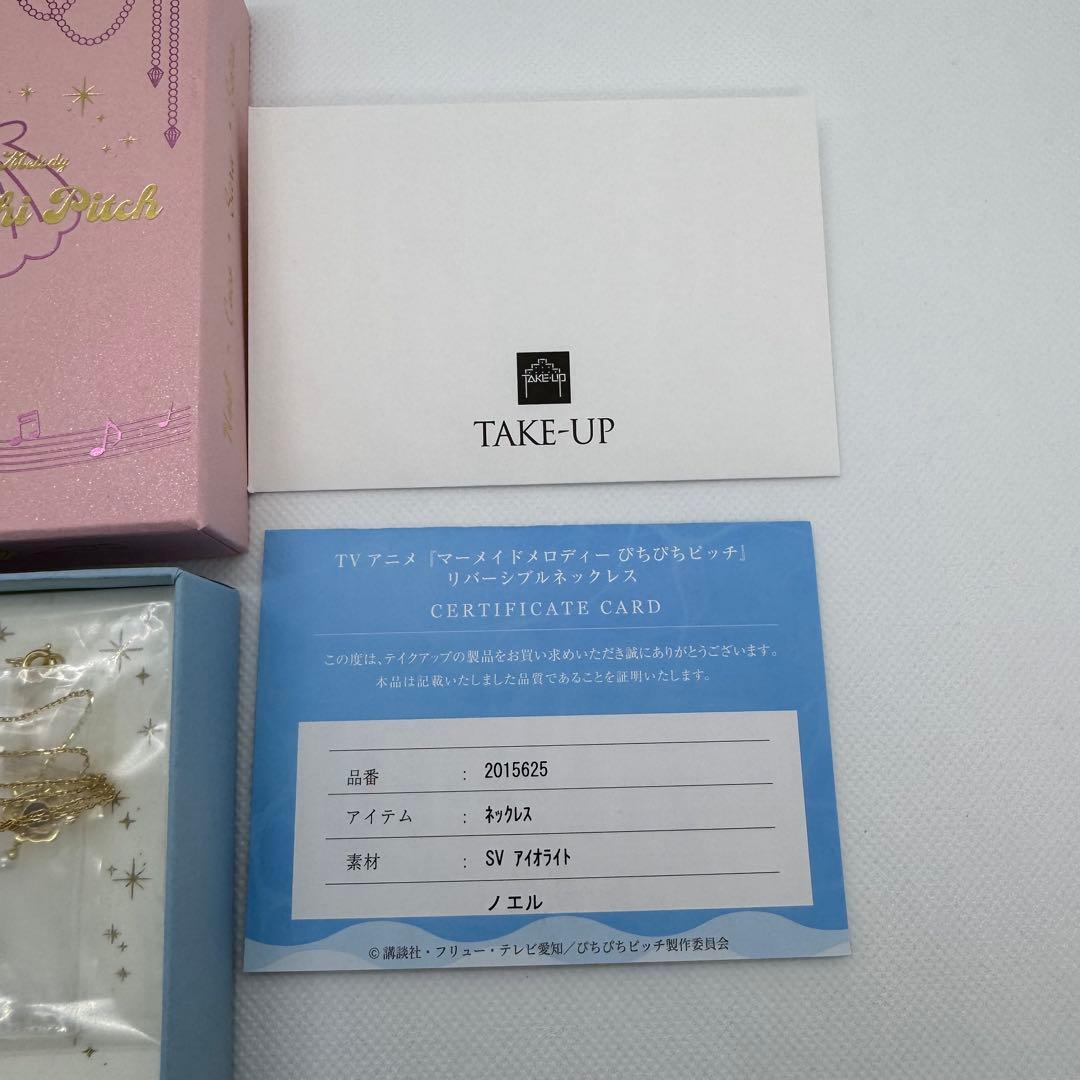 Melody
hi Pitch
TAKE-UP
TAKE-UP
TVアニメ『マーメイドメロディー ぴちぴちピッチ』
リバーシブルネックレス
CERTIFICATE CARD
この度は、テイクアップの製品をお買い求めいただき誠にありがとうございます。
本品は記載いたしました品質であることを証明いたします。
品番 : 2015625
アイテム : ネックレス
素材 : SV アイオライト
ノエル
©講談社・フリュー・テレビ愛知／ぴちぴちピッチ製作委員会